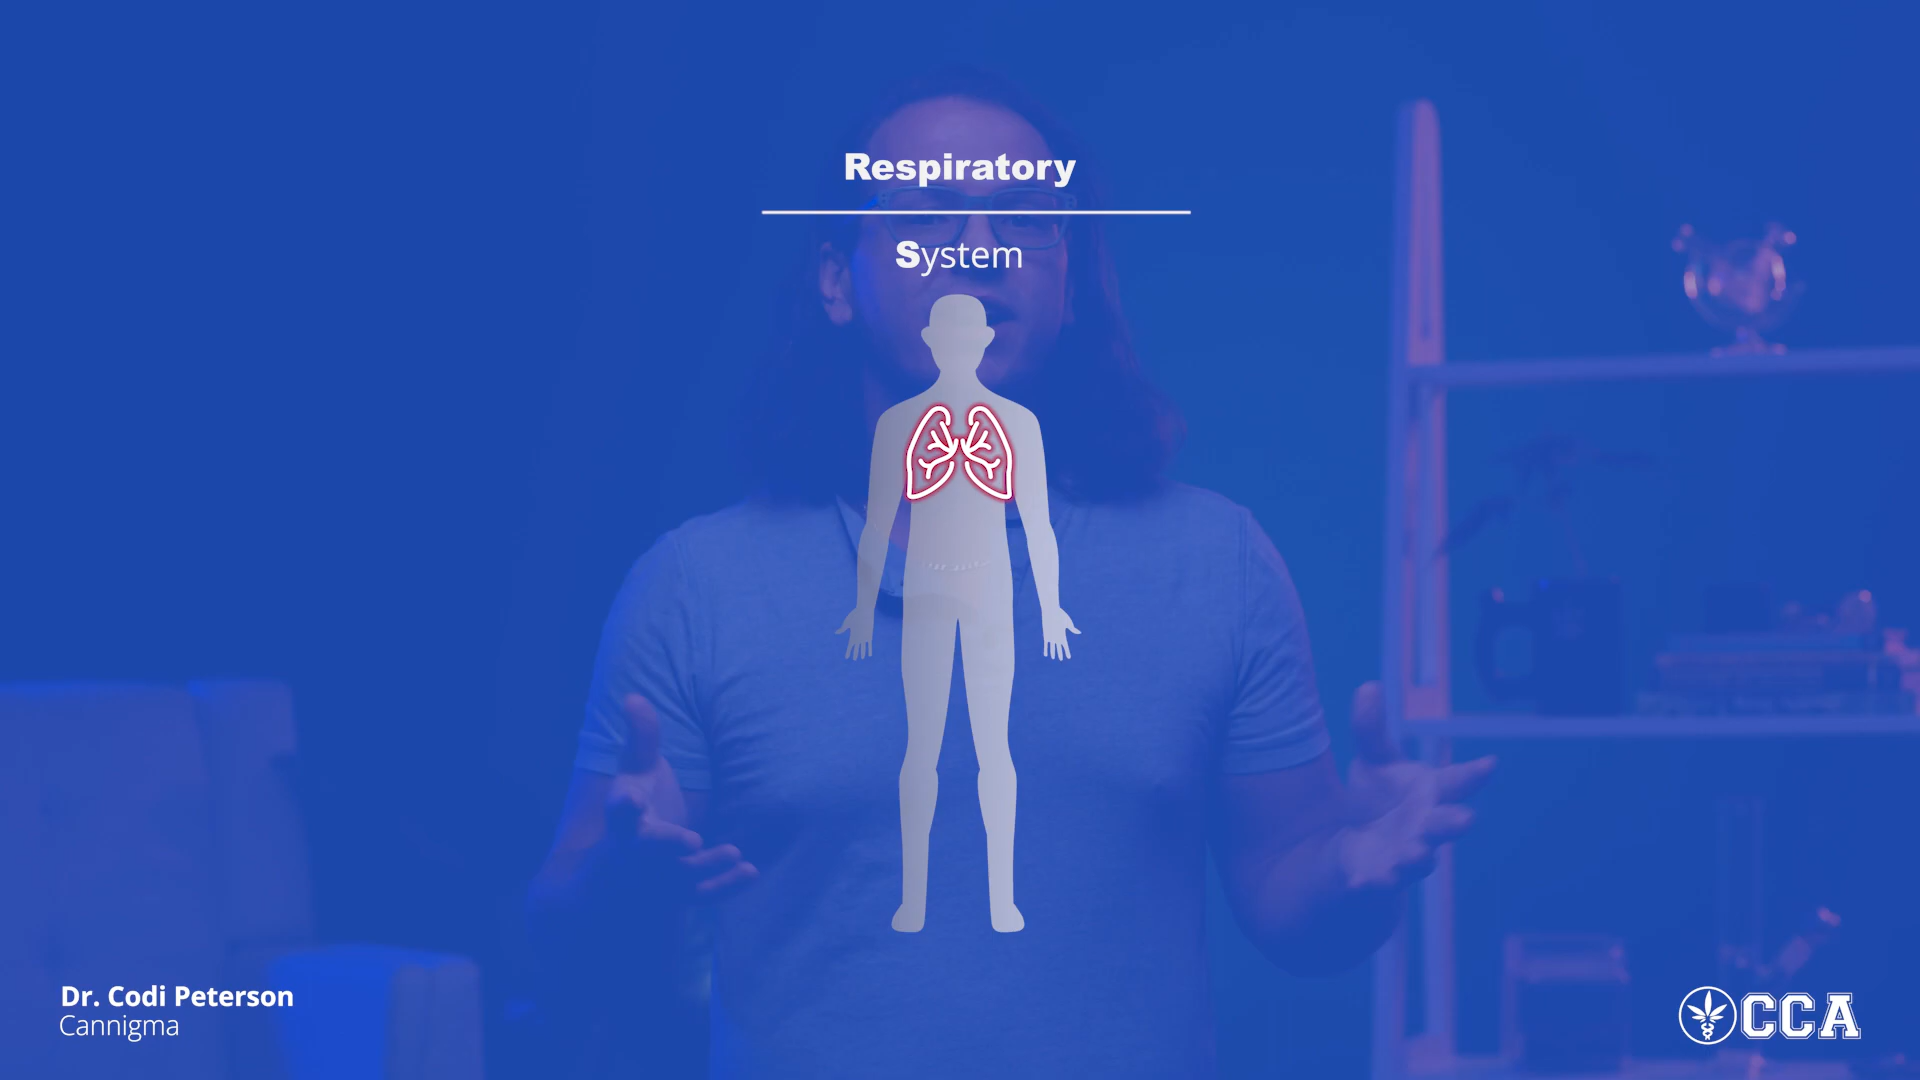 Respiratory
System
Dr. Codi Peterson
Cannigma
CCA